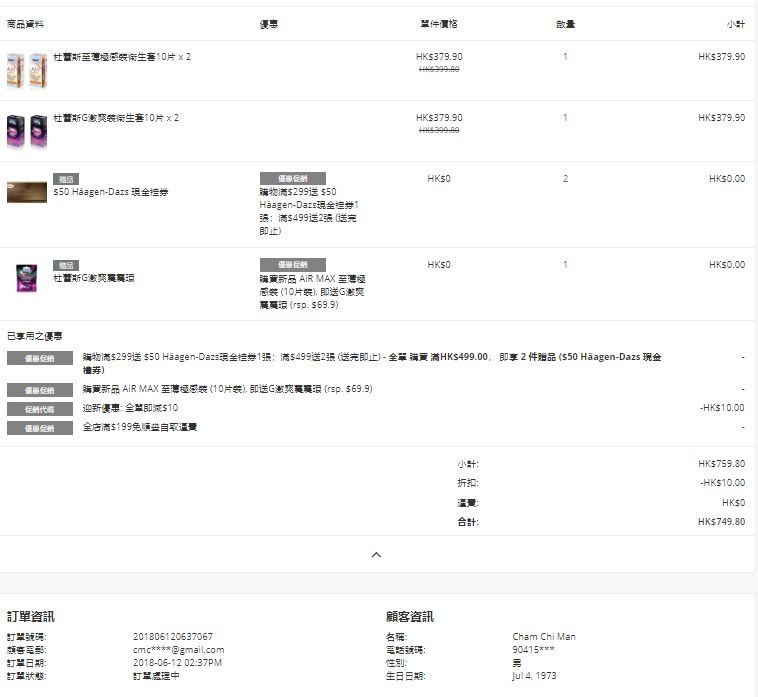 商品資料 優惠 單件價格 數量 小計
杜蕾斯至薄極感裝衛生套10片 x 2 HK$379.90 1 HK$379.90
HK$399.80
杜蕾斯G激爽裝衛生套10片 x 2 HK$379.90 1 HK$379.90
HK$399.80
贈品 優惠促銷 HK$0 2 HK$0.00
$50 Häagen-Dazs 現金禮券 購物滿$299送 $50
Häagen-Dazs現金禮券1
張；滿$499送2張 (送完
即止)
贈品 優惠促銷 HK$0 1 HK$0.00
杜蕾斯G激爽震震環 購買新品 AiR MAX 至薄極
感裝 (10片裝), 即送G激爽
震震環 (rsp. $69.9)
已享用之優惠
優惠促銷 購物滿$299送 $50 Häagen-Dazs現金禮券1張；滿$499送2張 (送完即止) - 全單 購買 滿HK$499.00， 即享 2 件贈品 ($50 Häagen-Dazs 現金 -
禮券)
優惠促銷 購買新品 AiR MAX 至薄極感裝 (10片裝), 即送G激爽震震環 (rsp. $69.9) -
促銷代碼 迎新優惠: 全單即減$10 -HK$10.00
優惠促銷 全店滿$199免順豐自取運費 -
小計: HK$759.80
折扣: -HK$10.00
運費: HK$0
合計: HK$749.80
訂單資訊 顧客資訊
訂單號碼: 201806120637067 名稱: Cham Chi Man
顧客電郵: cmc****@gmail.com 電話號碼: 90415***
訂單日期: 2018-06-12 02:37PM 性別: 男
訂單狀態: 訂單處理中 生日日期: Jul 4, 1973